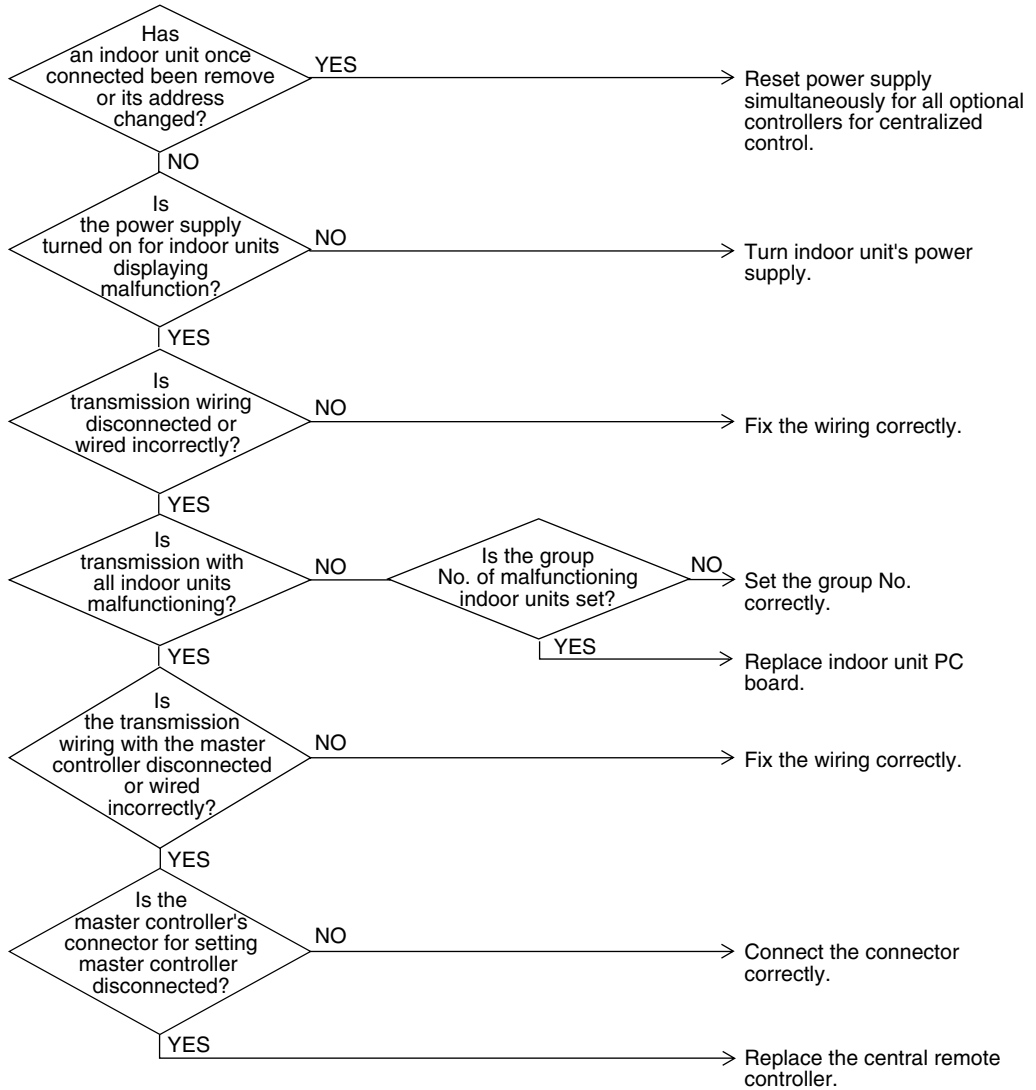 Has
an indoor unit once
connected been remove
or its address
changed?
YES
Reset power supply
simultaneously for all optional
controllers for centralized
control.
NO
Is
the power supply
turned on for indoor units
displaying
malfunction?
NO
Turn indoor unit's power
supply.
YES
Is
transmission wiring
disconnected or
wired incorrectly?
NO
Fix the wiring correctly.
YES
Is
transmission with
all indoor units
malfunctioning?
NO
Is the group
No. of malfunctioning
indoor units set?
NO
Set the group No.
correctly.
YES
Replace indoor unit PC
board.
YES
Is
the transmission
wiring with the master
controller disconnected
or wired
incorrectly?
NO
Fix the wiring correctly.
YES
Is the
master controller's
connector for setting
master controller
disconnected?
NO
Connect the connector
correctly.
YES
Replace the central remote
controller.